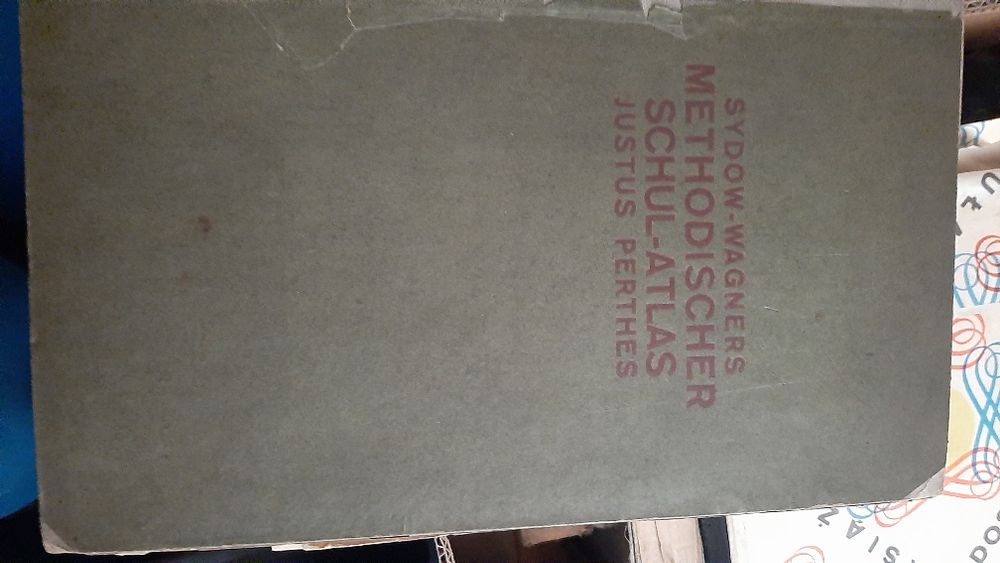 SYDOW-WAGNERS
METHODISCHER
SCHUL-ATLAS
JUSTUS PERTHES